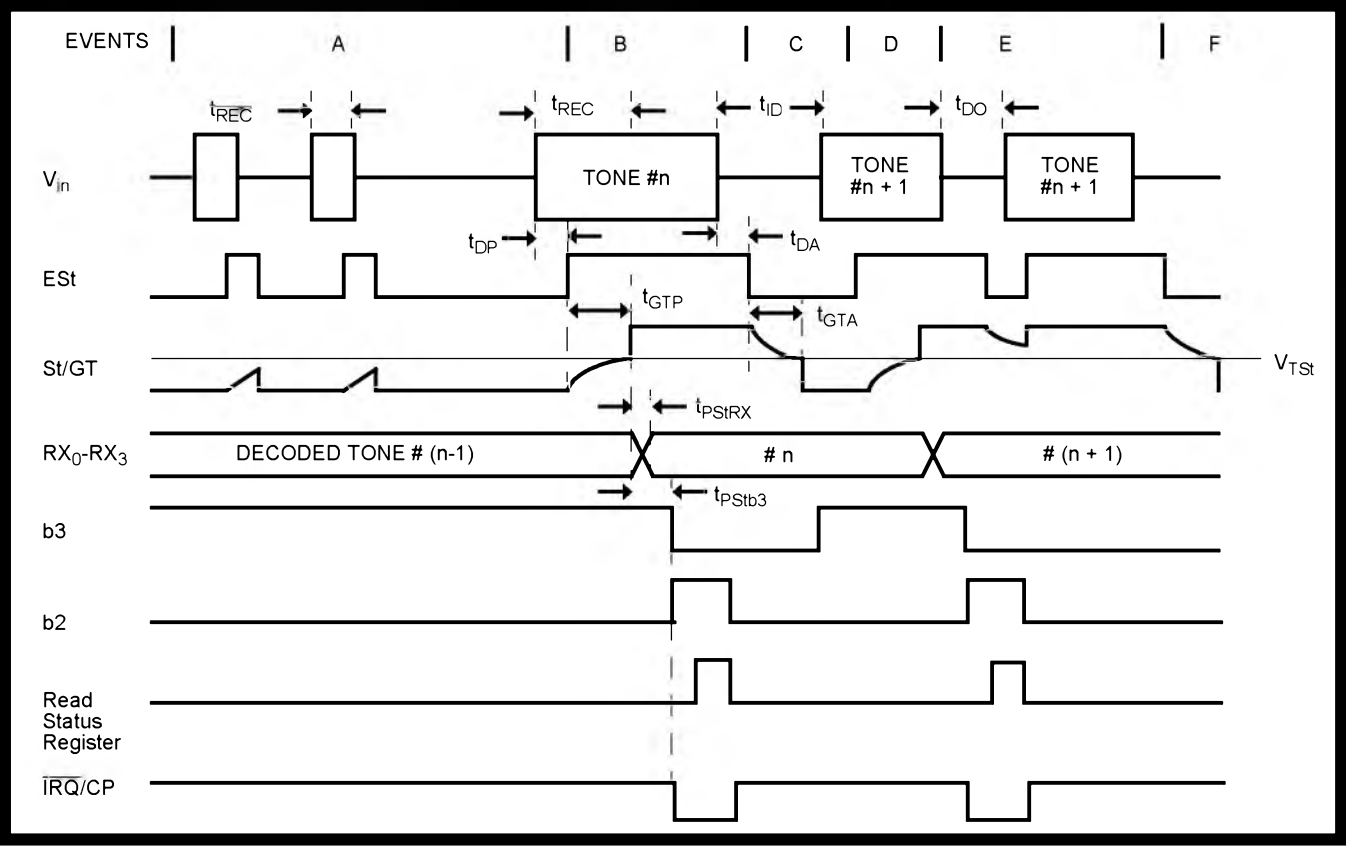 EVENTS A B C D E F
tREC tREC tID tDO
Vin TONE #n TONE #n + 1 TONE #n + 1
tDP tDA
ESt
tGTP tGTA
St/GT VTSt
tPStRX
RX0-RX3 DECODED TONE # (n-1) # n # (n + 1)
tPStb3
b3
b2
Read
Status
Register
IRQ/CP